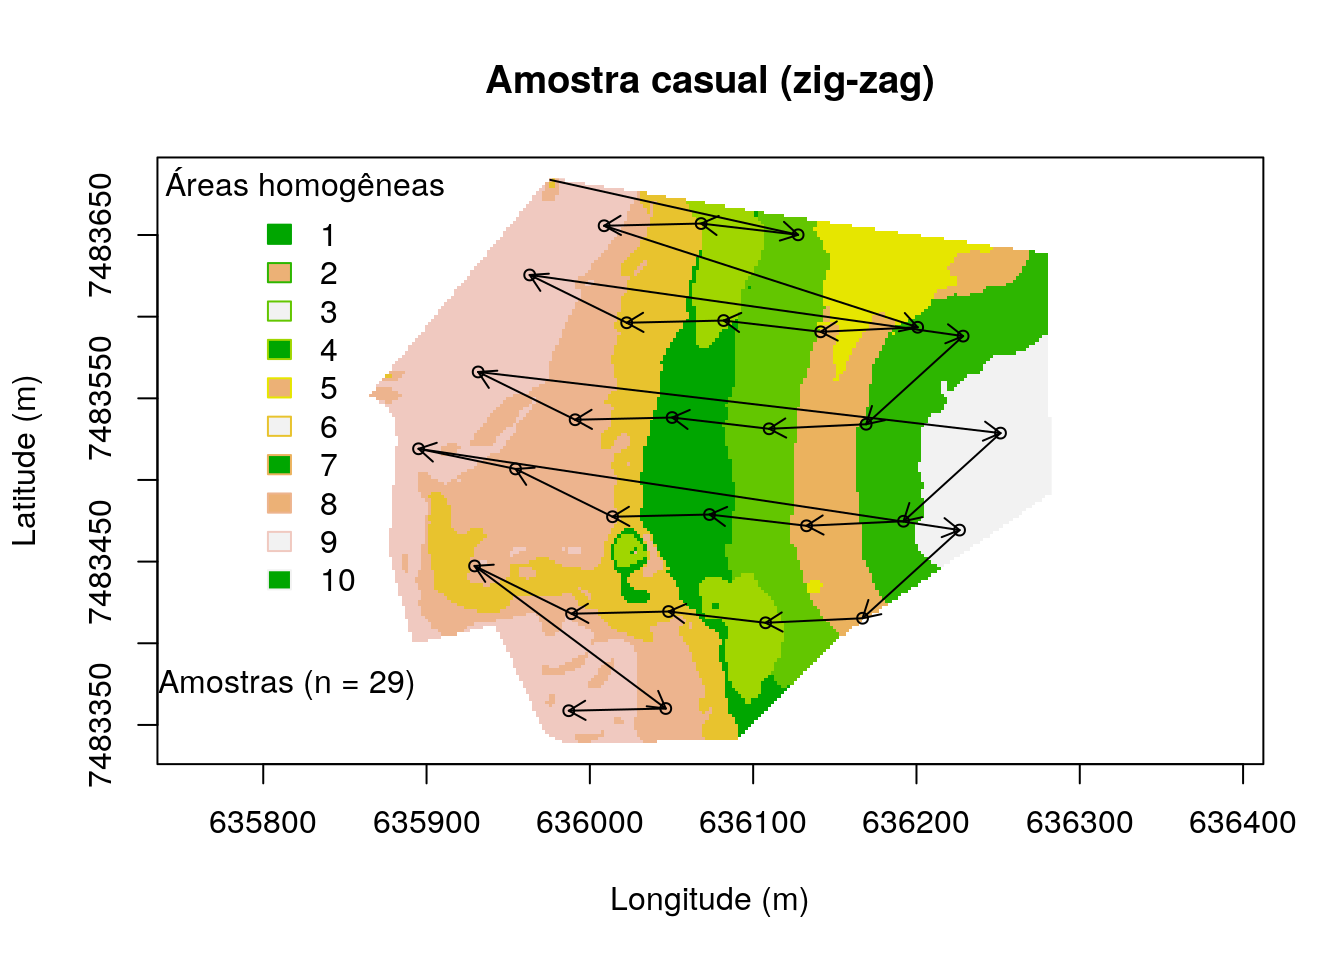 Amostra casual (zig-zag)
Áreas homogêneas
1
2
3
4
5
6
7
8
9
10
Amostras (n = 29)
Latitude (m)
7483650
7483550
7483450
7483350
635800 635900 636000 636100 636200 636300 636400
Longitude (m)